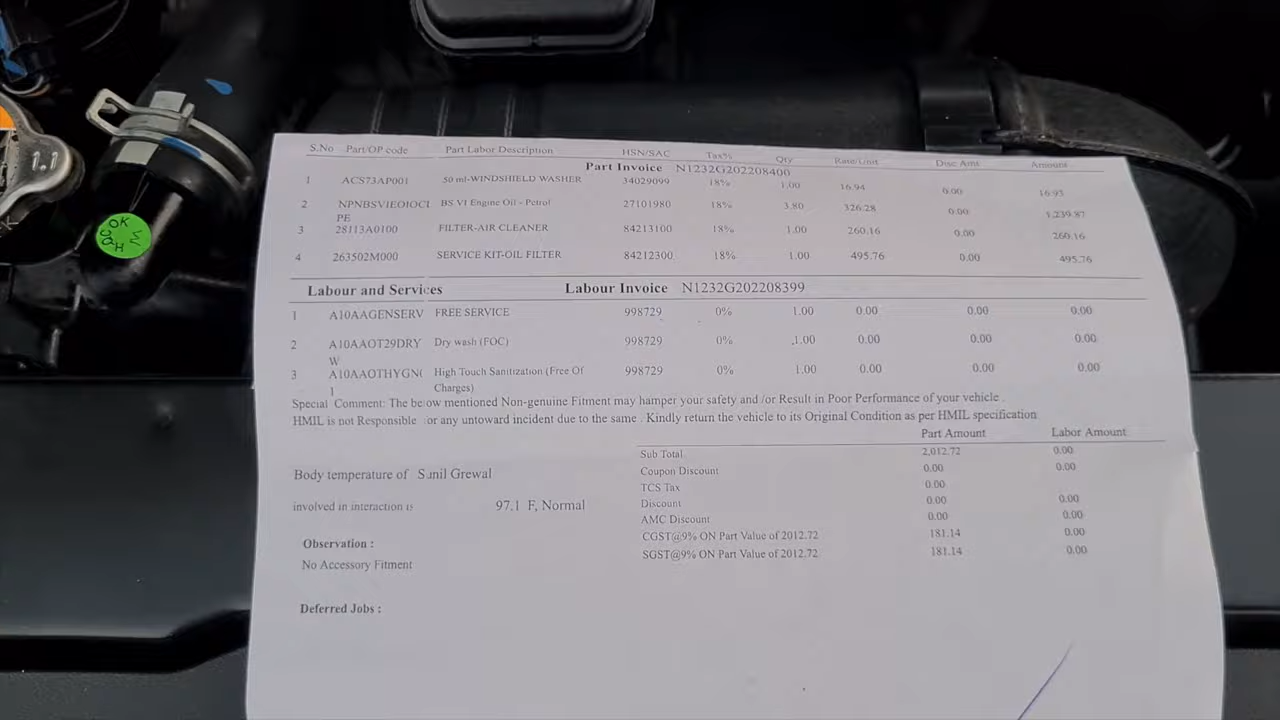 S.No Part/OP code Part Labor Description HSN/SAC Tax% Qty Rate/Unit Disc Amt Amount
Part Invoice N1232G202208400
1 ACS73AP001 50 ml-WINDSHIELD WASHER 34029099 18% 1.00 16.94 0.00 16.93
2 NPNBSVIEOIOCL BS VI Engine Oil - Petrol 27101980 18% 3.80 326.28 0.00 1,239.87
PE
3 28113A0100 FILTER-AIR CLEANER 84213100 18% 1.00 260.16 0.00 260.16
4 263502M000 SERVICE KIT-OIL FILTER 84212300 18% 1.00 495.76 0.00 495.76
Labour and Services Labour Invoice N1232G202208399
1 A10AAGENSERV FREE SERVICE 998729 0% 1.00 0.00 0.00 0.00
2 A10AAOT29DRY Dry wash (FOC) 998729 0% 1.00 0.00 0.00 0.00
W
3 A10AAOTHYGN( High Touch Sanitization (Free Of 998729 0% 1.00 0.00 0.00 0.00
1 Charges)
Special Comment: The below mentioned Non-genuine Fitment may hamper your safety and /or Result in Poor Performance of your vehicle .
HMIL is not Responsible for any untoward incident due to the same . Kindly return the vehicle to its Original Condition as per HMIL specification
Part Amount Labor Amount
Sub Total 2,012.72 0.00
Coupon Discount 0.00 0.00
TCS Tax 0.00
Discount 0.00 0.00
AMC Discount 0.00 0.00
CGST@9% ON Part Value of 2012.72 181.14 0.00
SGST@9% ON Part Value of 2012.72 181.14 0.00
Body temperature of Sunil Grewal
involved in interaction is 97.1 F, Normal
Observation :
No Accessory Fitment
Deferred Jobs :
1.1
OK